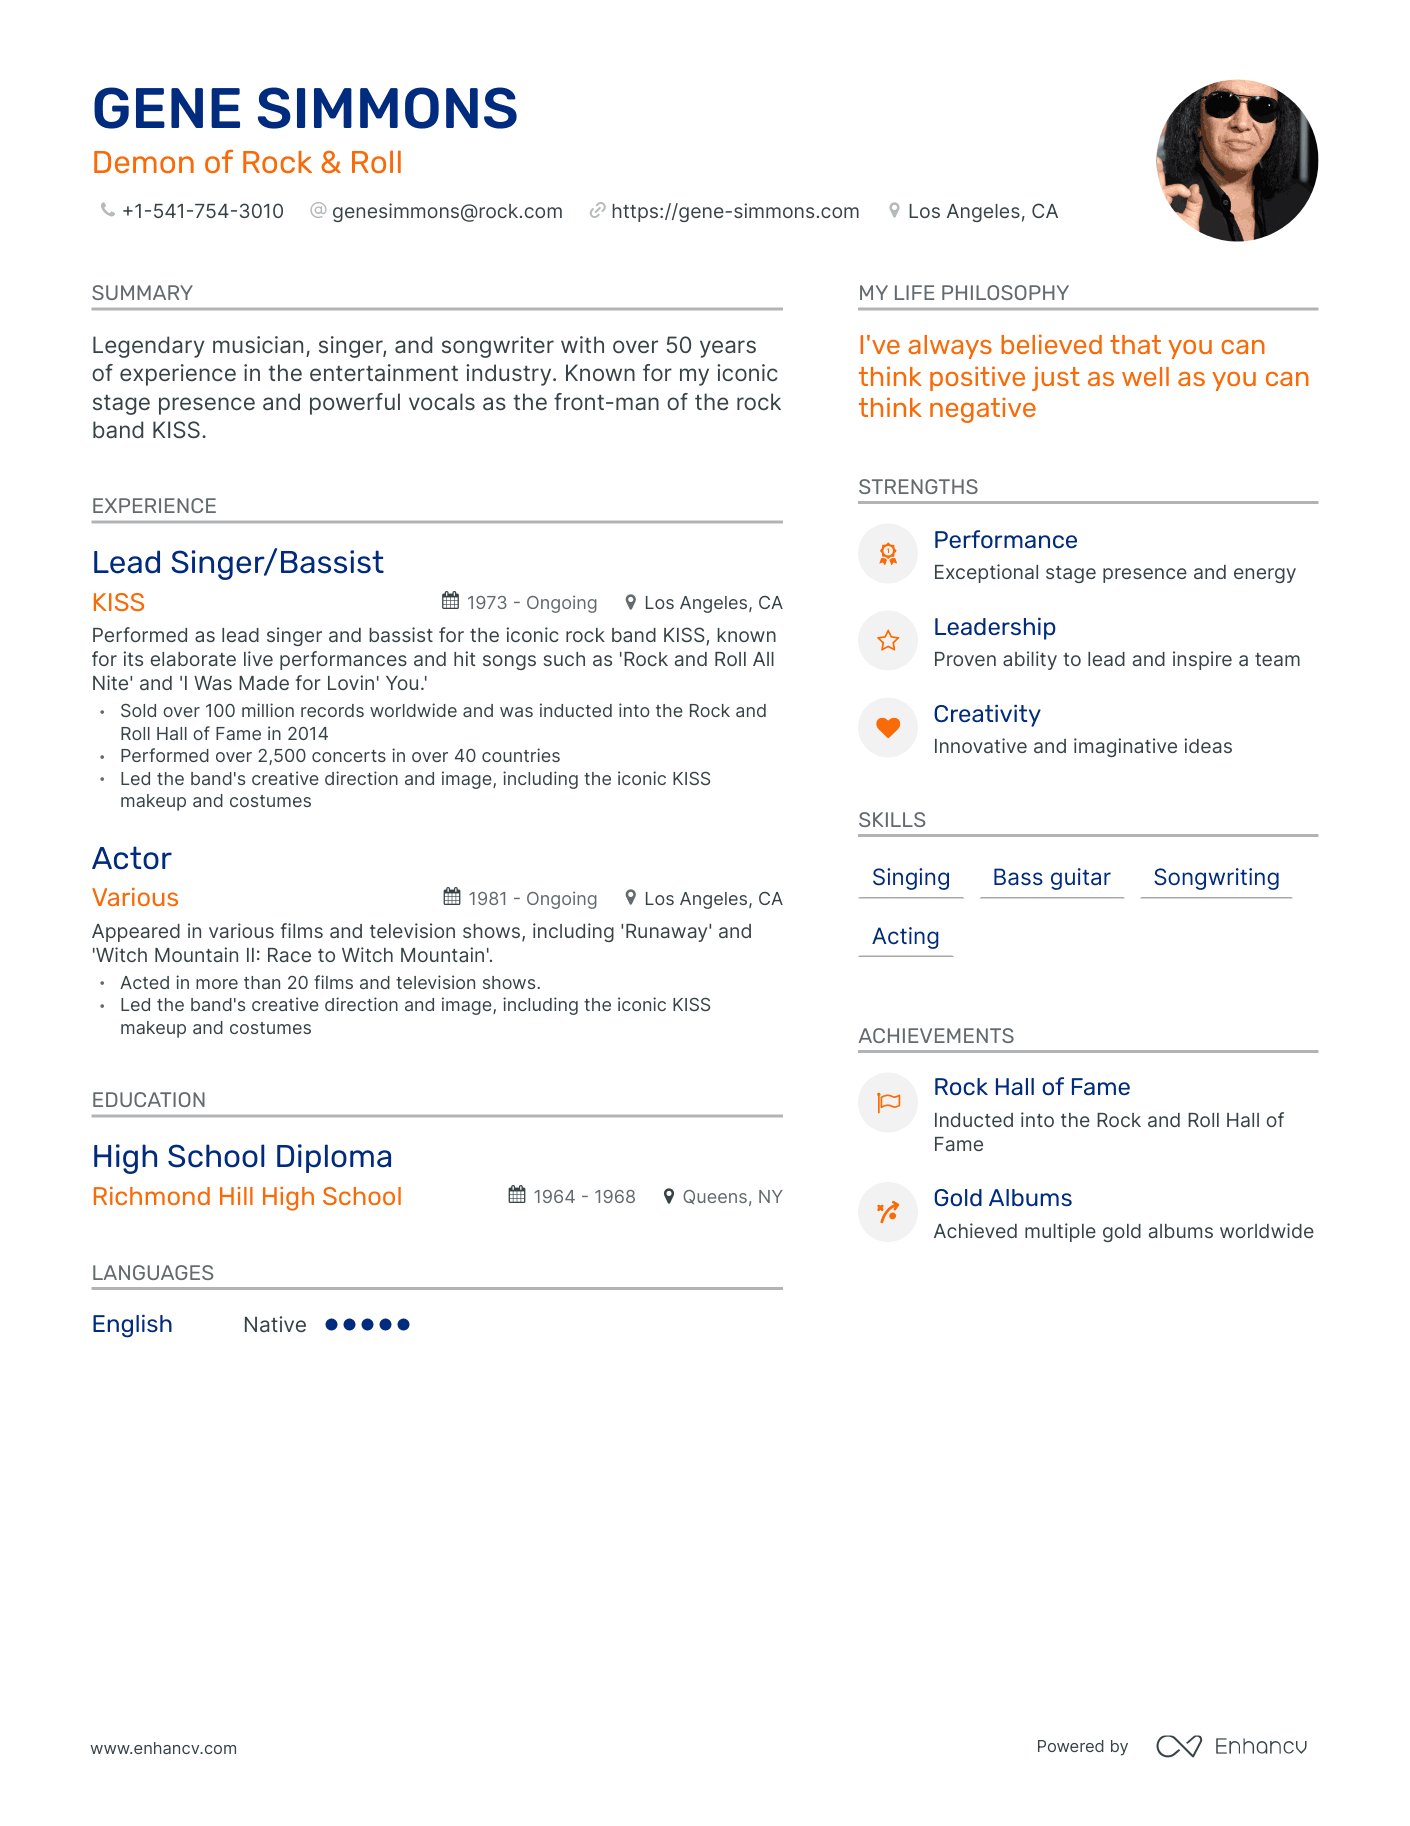 GENE SIMMONS
Demon of Rock & Roll
+1-541-754-3010 @ genesimmons@rock.com https://gene-simmons.com Los Angeles, CA
SUMMARY
Legendary musician, singer, and songwriter with over 50 years
of experience in the entertainment industry. Known for my iconic
stage presence and powerful vocals as the front-man of the rock
band KISS.
EXPERIENCE
Lead Singer/Bassist
KISS 1973 - Ongoing Los Angeles, CA
Performed as lead singer and bassist for the iconic rock band KISS, known
for its elaborate live performances and hit songs such as 'Rock and Roll All
Nite' and 'I Was Made for Lovin' You.'
• Sold over 100 million records worldwide and was inducted into the Rock and
Roll Hall of Fame in 2014
• Performed over 2,500 concerts in over 40 countries
• Led the band's creative direction and image, including the iconic KISS
makeup and costumes
Actor
Various 1981 - Ongoing Los Angeles, CA
Appeared in various films and television shows, including 'Runaway' and
'Witch Mountain II: Race to Witch Mountain'.
• Acted in more than 20 films and television shows.
• Led the band's creative direction and image, including the iconic KISS
makeup and costumes
EDUCATION
High School Diploma
Richmond Hill High School 1964 - 1968 Queens, NY
LANGUAGES
English Native
MY LIFE PHILOSOPHY
I've always believed that you can
think positive just as well as you can
think negative
STRENGTHS
Performance
Exceptional stage presence and energy
Leadership
Proven ability to lead and inspire a team
Creativity
Innovative and imaginative ideas
SKILLS
Singing Bass guitar Songwriting
Acting
ACHIEVEMENTS
Rock Hall of Fame
Inducted into the Rock and Roll Hall of
Fame
Gold Albums
Achieved multiple gold albums worldwide
www.enhancv.com
Powered by Enhancv